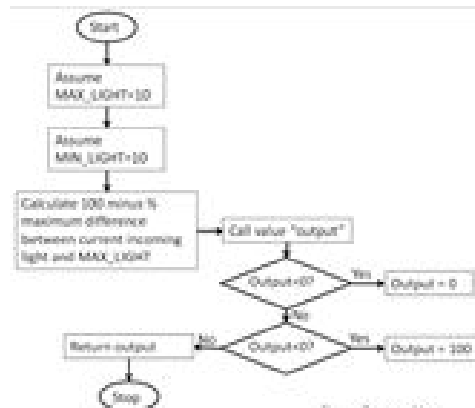 Start
Assume
MAX_LIGHT=10
Assume
MIN_LIGHT=10
Calculate 100 minus %
maximum difference
between current incoming
light and MAX_LIGHT
Call value "output"
Output<0?
Yes
Output = 0
No
Output<0?
Yes
Output = 100
No
Return output
Stop